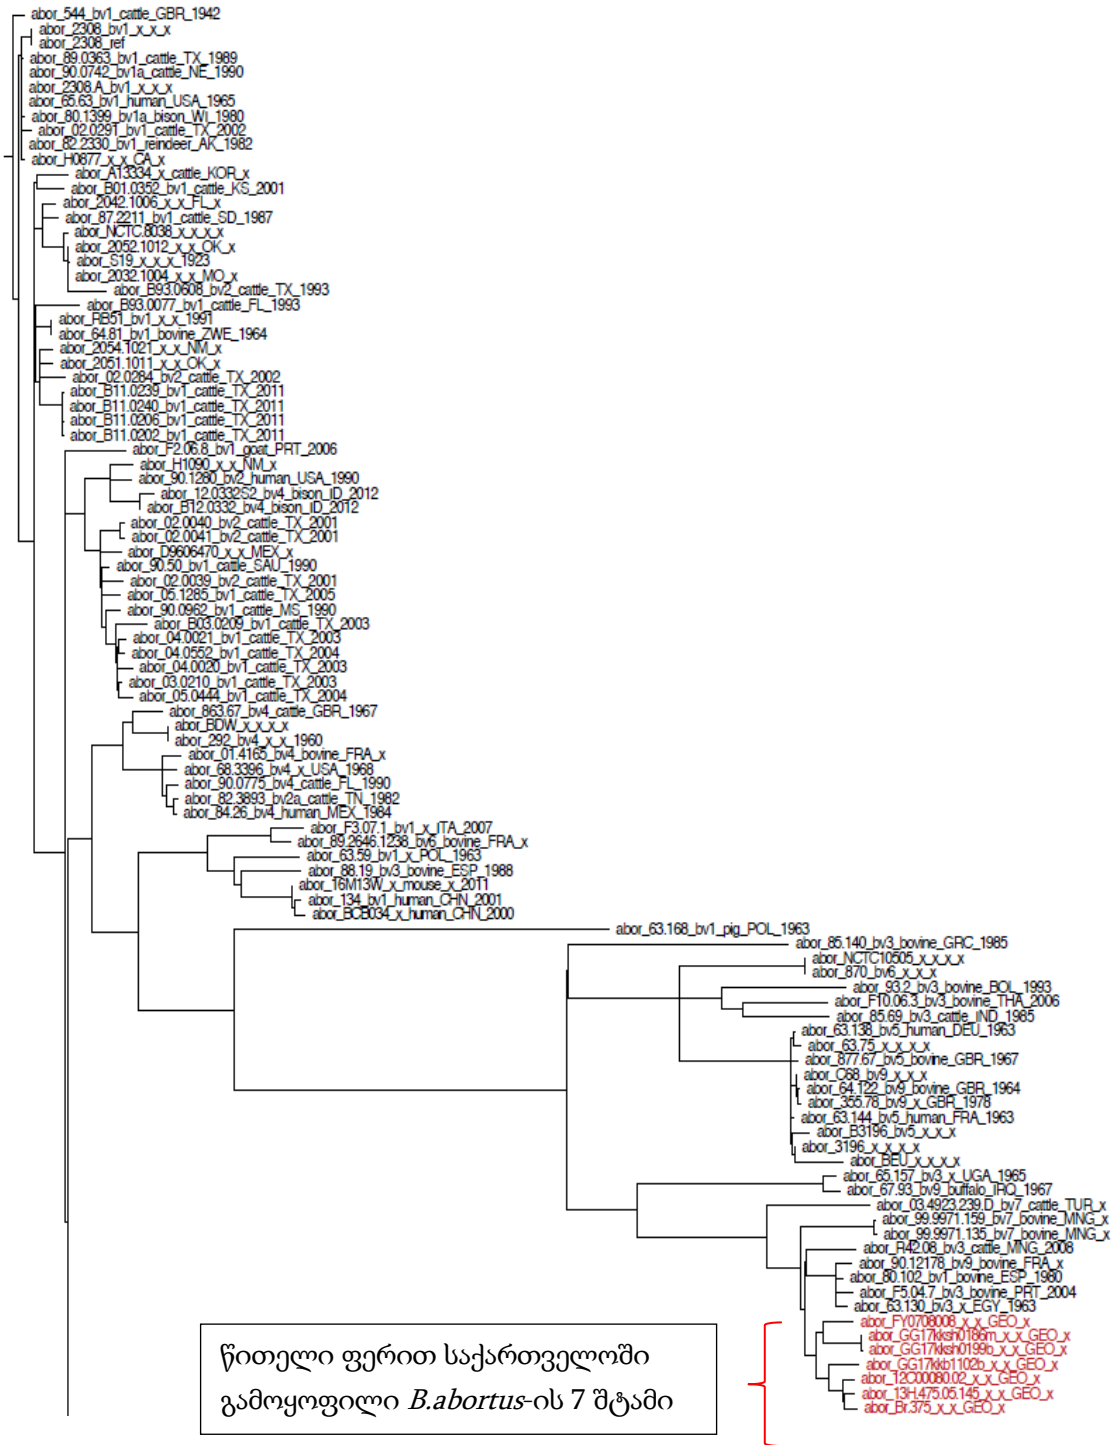 abor_544_bv1_cattle_GBR_1942
abor_2308_bv1_x_x_x
abor_2308_ref
abor_89.0363_bv1_cattle_TX_1989
abor_90.0742_bv1a_cattle_NE_1990
abor_2308.A_bv1_x_x_x
abor_65.63_bv1_human_USA_1965
abor_80.1399_bv1a_bison_WI_1980
abor_02.0291_bv1_cattle_TX_2002
abor_82.2330_bv1_reindeer_AK_1982
abor_H0877_x_x_CA_x
abor_A13334_x_cattle_KOR_x
abor_B01.0352_bv1_cattle_KS_2001
abor_2042.1006_x_x_FL_x
abor_87.2211_bv1_cattle_SD_1987
abor_NCTC.8038_x_x_x_x
abor_2052.1012_x_x_OK_x
abor_S19_x_x_x_1923
abor_2032.1004_x_x_MO_x
abor_B93.0608_bv2_cattle_TX_1993
abor_B93.0077_bv1_cattle_FL_1993
abor_RB51_bv1_x_x_1991
abor_64.81_bv1_bovine_ZWE_1964
abor_2054.1021_x_x_NM_x
abor_2051.1011_x_x_OK_x
abor_02.0284_bv2_cattle_TX_2002
abor_B11.0239_bv1_cattle_TX_2011
abor_B11.0240_bv1_cattle_TX_2011
abor_B11.0206_bv1_cattle_TX_2011
abor_B11.0202_bv1_cattle_TX_2011
abor_F2.06.8_bv1_goat_PRT_2006
abor_H1090_x_x_NM_x
abor_90.1280_bv2_human_USA_1990
abor_12.0332S2_bv4_bison_ID_2012
abor_B12.0332_bv4_bison_ID_2012
abor_02.0040_bv2_cattle_TX_2001
abor_02.0041_bv2_cattle_TX_2001
abor_D9606470_x_x_MEX_x
abor_90.50_bv1_cattle_SAU_1990
abor_02.0039_bv2_cattle_TX_2001
abor_05.1285_bv1_cattle_TX_2005
abor_90.0962_bv1_cattle_MS_1990
abor_B03.0209_bv1_cattle_TX_2003
abor_04.0021_bv1_cattle_TX_2003
abor_04.0552_bv1_cattle_TX_2004
abor_04.0020_bv1_cattle_TX_2003
abor_03.0210_bv1_cattle_TX_2003
abor_05.0444_bv1_cattle_TX_2004
abor_863.67_bv4_cattle_GBR_1967
abor_BDW_x_x_x_x
abor_292_bv4_x_x_1960
abor_01.4165_bv4_bovine_FRA_x
abor_68.3396_bv4_x_USA_1968
abor_90.0775_bv4_cattle_FL_1990
abor_82.3893_bv2a_cattle_TN_1982
abor_84.26_bv4_human_MEX_1984
abor_F3.07.1_bv1_x_ITA_2007
abor_89.2646.1238_bv6_bovine_FRA_x
abor_63.59_bv1_x_POL_1963
abor_88.19_bv3_bovine_ESP_1988
abor_16M13W_x_mouse_x_2011
abor_134_bv1_human_CHN_2001
abor_BCB034_x_human_CHN_2000
abor_63.168_bv1_pig_POL_1963
abor_85.140_bv3_bovine_GRC_1985
abor_NCTC10505_x_x_x_x
abor_870_bv6_x_x_x
abor_93.2_bv3_bovine_BOL_1993
abor_F10.06.3_bv3_bovine_THA_2006
abor_85.69_bv3_cattle_IND_1985
abor_63.138_bv5_human_DEU_1963
abor_63.75_x_x_x_x
abor_877.67_bv5_bovine_GBR_1967
abor_C68_bv9_x_x_x
abor_64.122_bv9_bovine_GBR_1964
abor_355.78_bv9_x_GBR_1978
abor_63.144_bv5_human_FRA_1963
abor_B3196_bv5_x_x_x
abor_3196_x_x_x_x
abor_BEU_x_x_x_x
abor_65.157_bv3_x_UGA_1965
abor_67.93_bv9_buffalo_IRQ_1967
abor_03.4923.239.D_bv7_cattle_TUR_x
abor_99.9971.159_bv7_bovine_MNG_x
abor_99.9971.135_bv7_bovine_MNG_x
abor_R42.08_bv3_cattle_MNG_2008
abor_90.12178_bv9_bovine_FRA_x
abor_80.102_bv1_bovine_ESP_1980
abor_F5.04.7_bv3_bovine_PRT_2004
abor_63.130_bv3_x_EGY_1963
abor_FY0708008_x_x_GEO_x
abor_GG17kksh0186m_x_x_GEO_x
abor_GG17kksh0199b_x_x_GEO_x
abor_GG17kkb1102b_x_x_GEO_x
abor_12C00080.02_x_x_GEO_x
abor_13H.475.05.145_x_x_GEO_x
abor_Br.375_x_x_GEO_x
წითელი ფერით საქართველოში
გამოყოფილი B.abortus-ის 7 შტამი